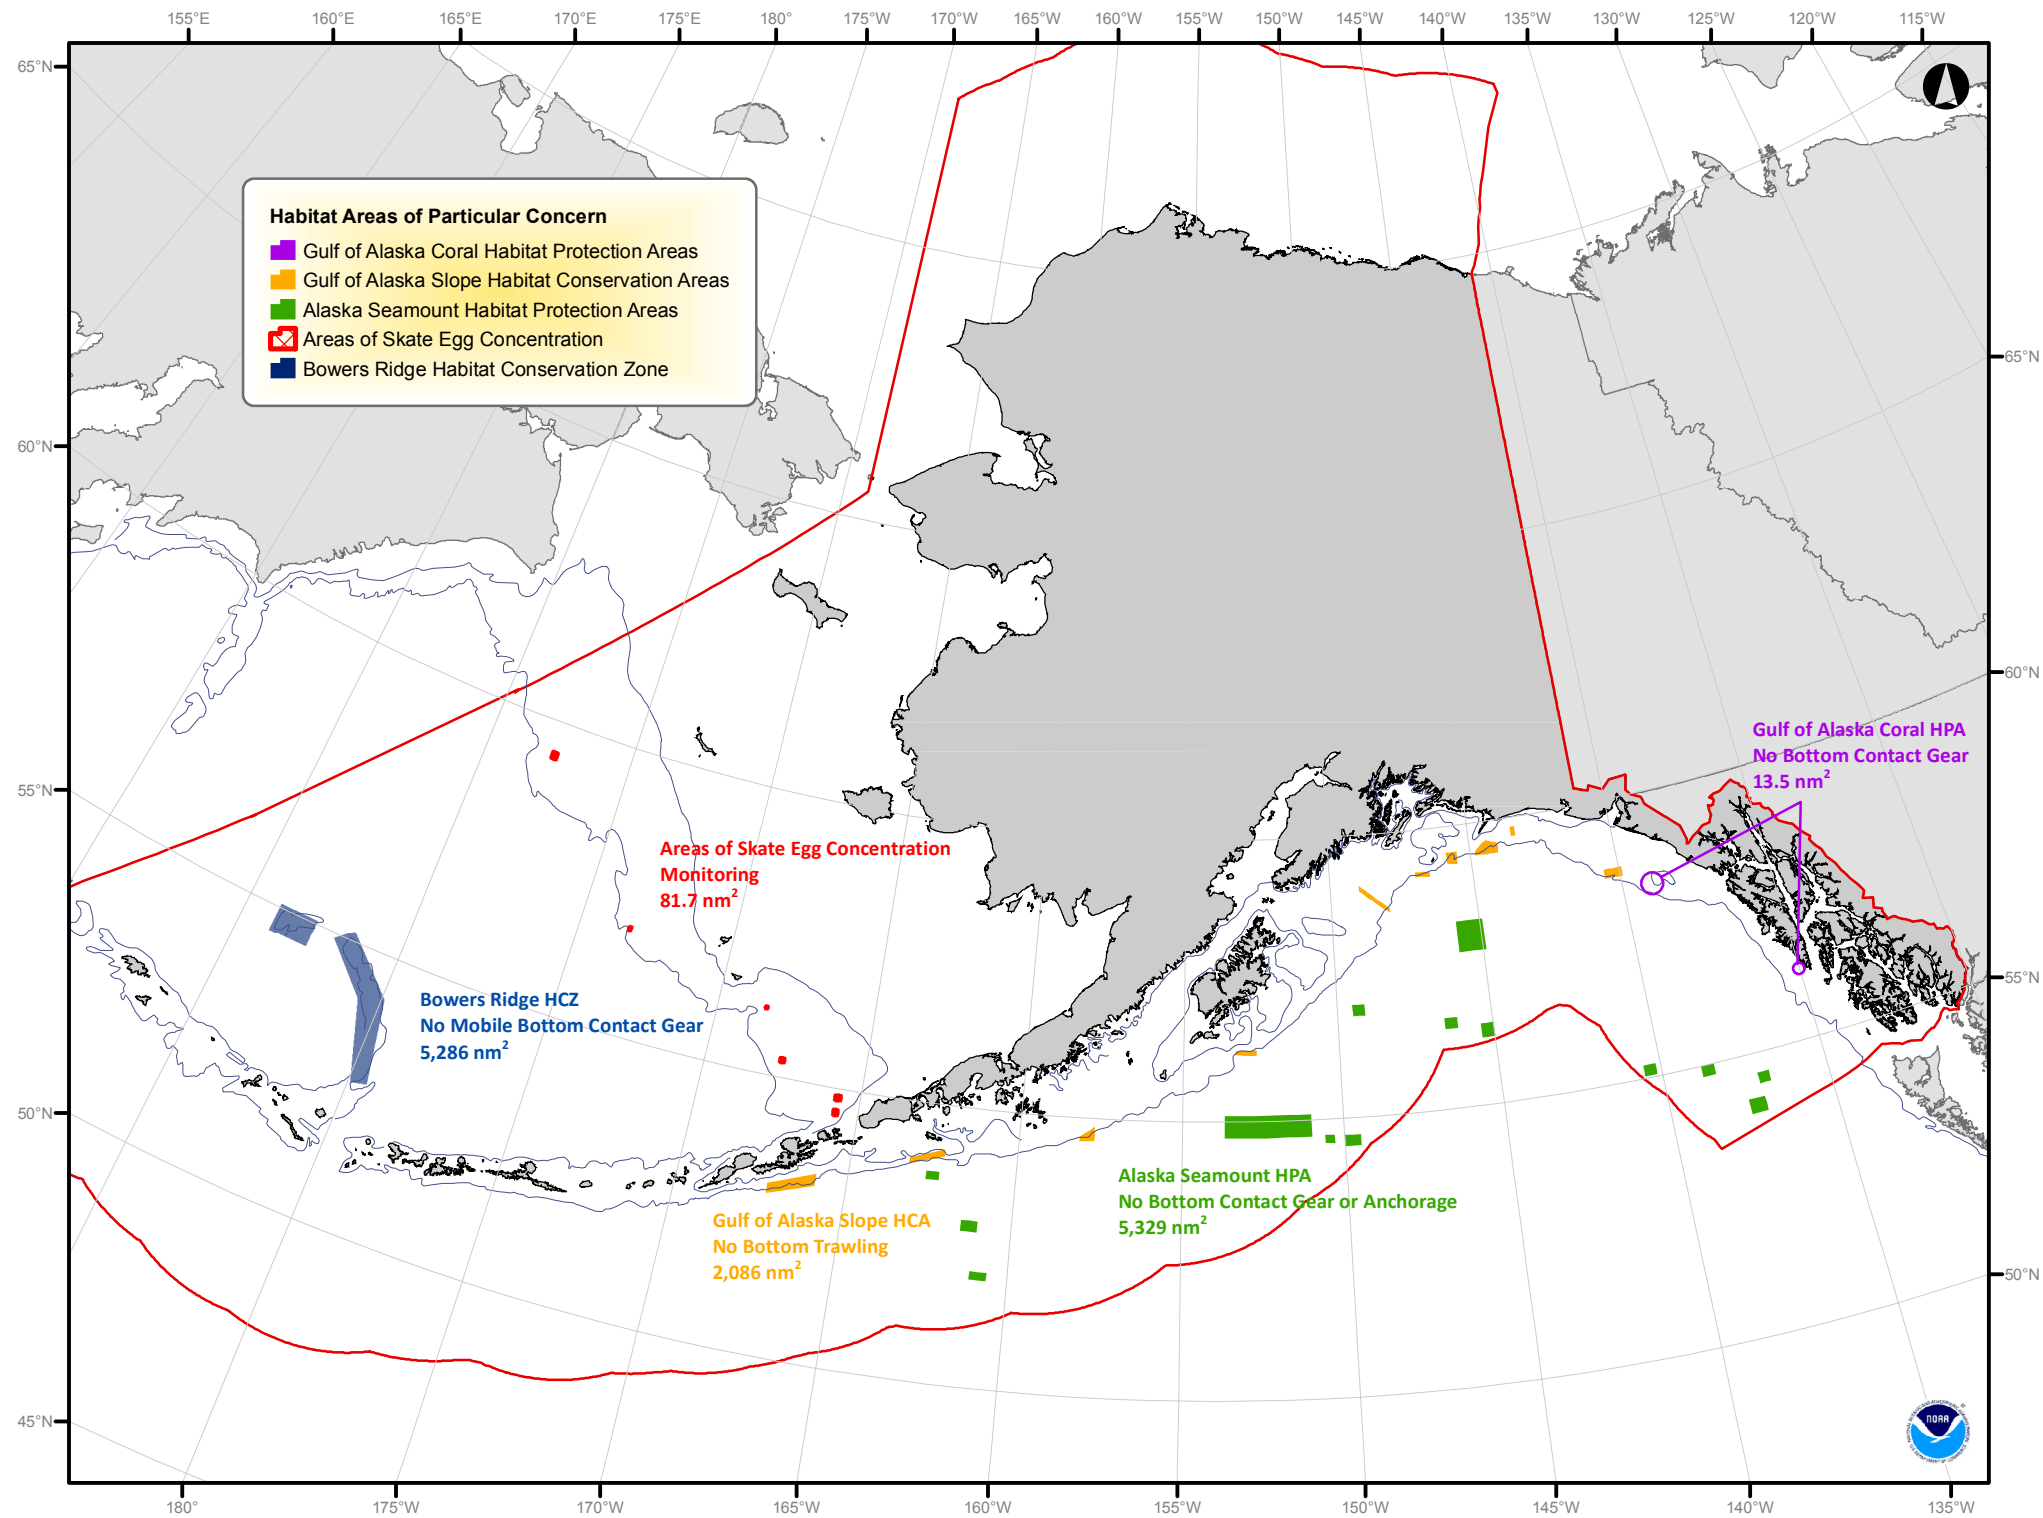 155°E 160°E 165°E 170°E 175°E 180° 175°W 170°W 165°W 160°W 155°W 150°W 145°W 140°W 135°W 130°W 125°W 120°W 115°W
65°N
Habitat Areas of Particular Concern
Gulf of Alaska Coral Habitat Protection Areas
Gulf of Alaska Slope Habitat Conservation Areas
Alaska Seamount Habitat Protection Areas
Areas of Skate Egg Concentration
Bowers Ridge Habitat Conservation Zone
65°N
60°N
60°N
Gulf of Alaska Coral HPA
No Bottom Contact Gear
13.5 nm²
55°N
Areas of Skate Egg Concentration
Monitoring
81.7 nm²
55°N
Bowers Ridge HCZ
No Mobile Bottom Contact Gear
5,286 nm²
50°N
Alaska Seamount HPA
No Bottom Contact Gear or Anchorage
5,329 nm²
Gulf of Alaska Slope HCA
No Bottom Trawling
2,086 nm²
50°N
45°N
NOAA
180° 175°W 170°W 165°W 160°W 155°W 150°W 145°W 140°W 135°W